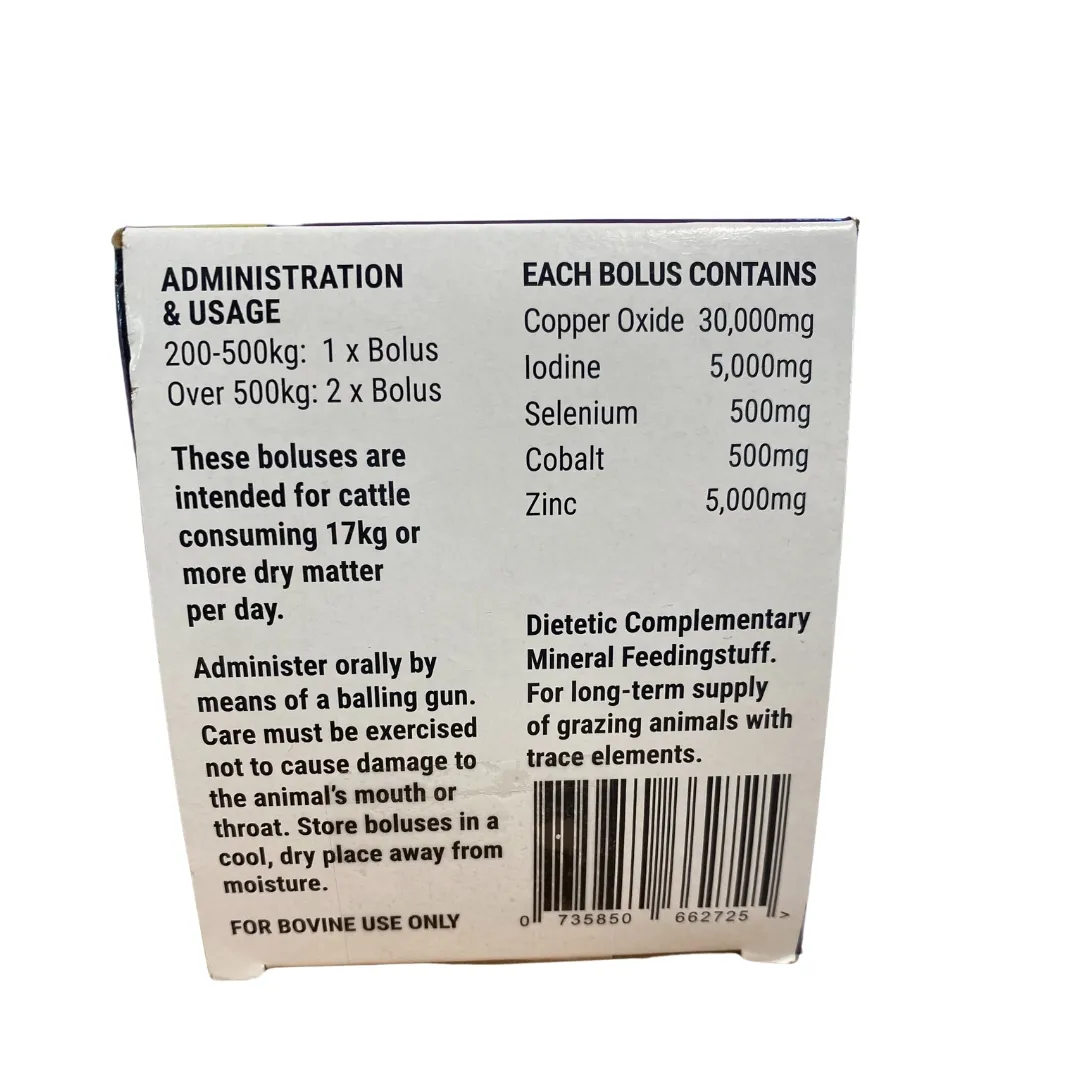 ADMINISTRATION
& USAGE
200-500kg: 1 x Bolus
Over 500kg: 2 x Bolus
These boluses are
intended for cattle
consuming 17kg or
more dry matter
per day.
Administer orally by
means of a balling gun.
Care must be exercised
not to cause damage to
the animal's mouth or
throat. Store boluses in a
cool, dry place away from
moisture.
FOR BOVINE USE ONLY
EACH BOLUS CONTAINS
Copper Oxide 30,000mg
Iodine 5,000mg
Selenium 500mg
Cobalt 500mg
Zinc 5,000mg
Dietetic Complementary
Mineral Feedingstuff.
For long-term supply
of grazing animals with
trace elements.
0 735850 662725 >